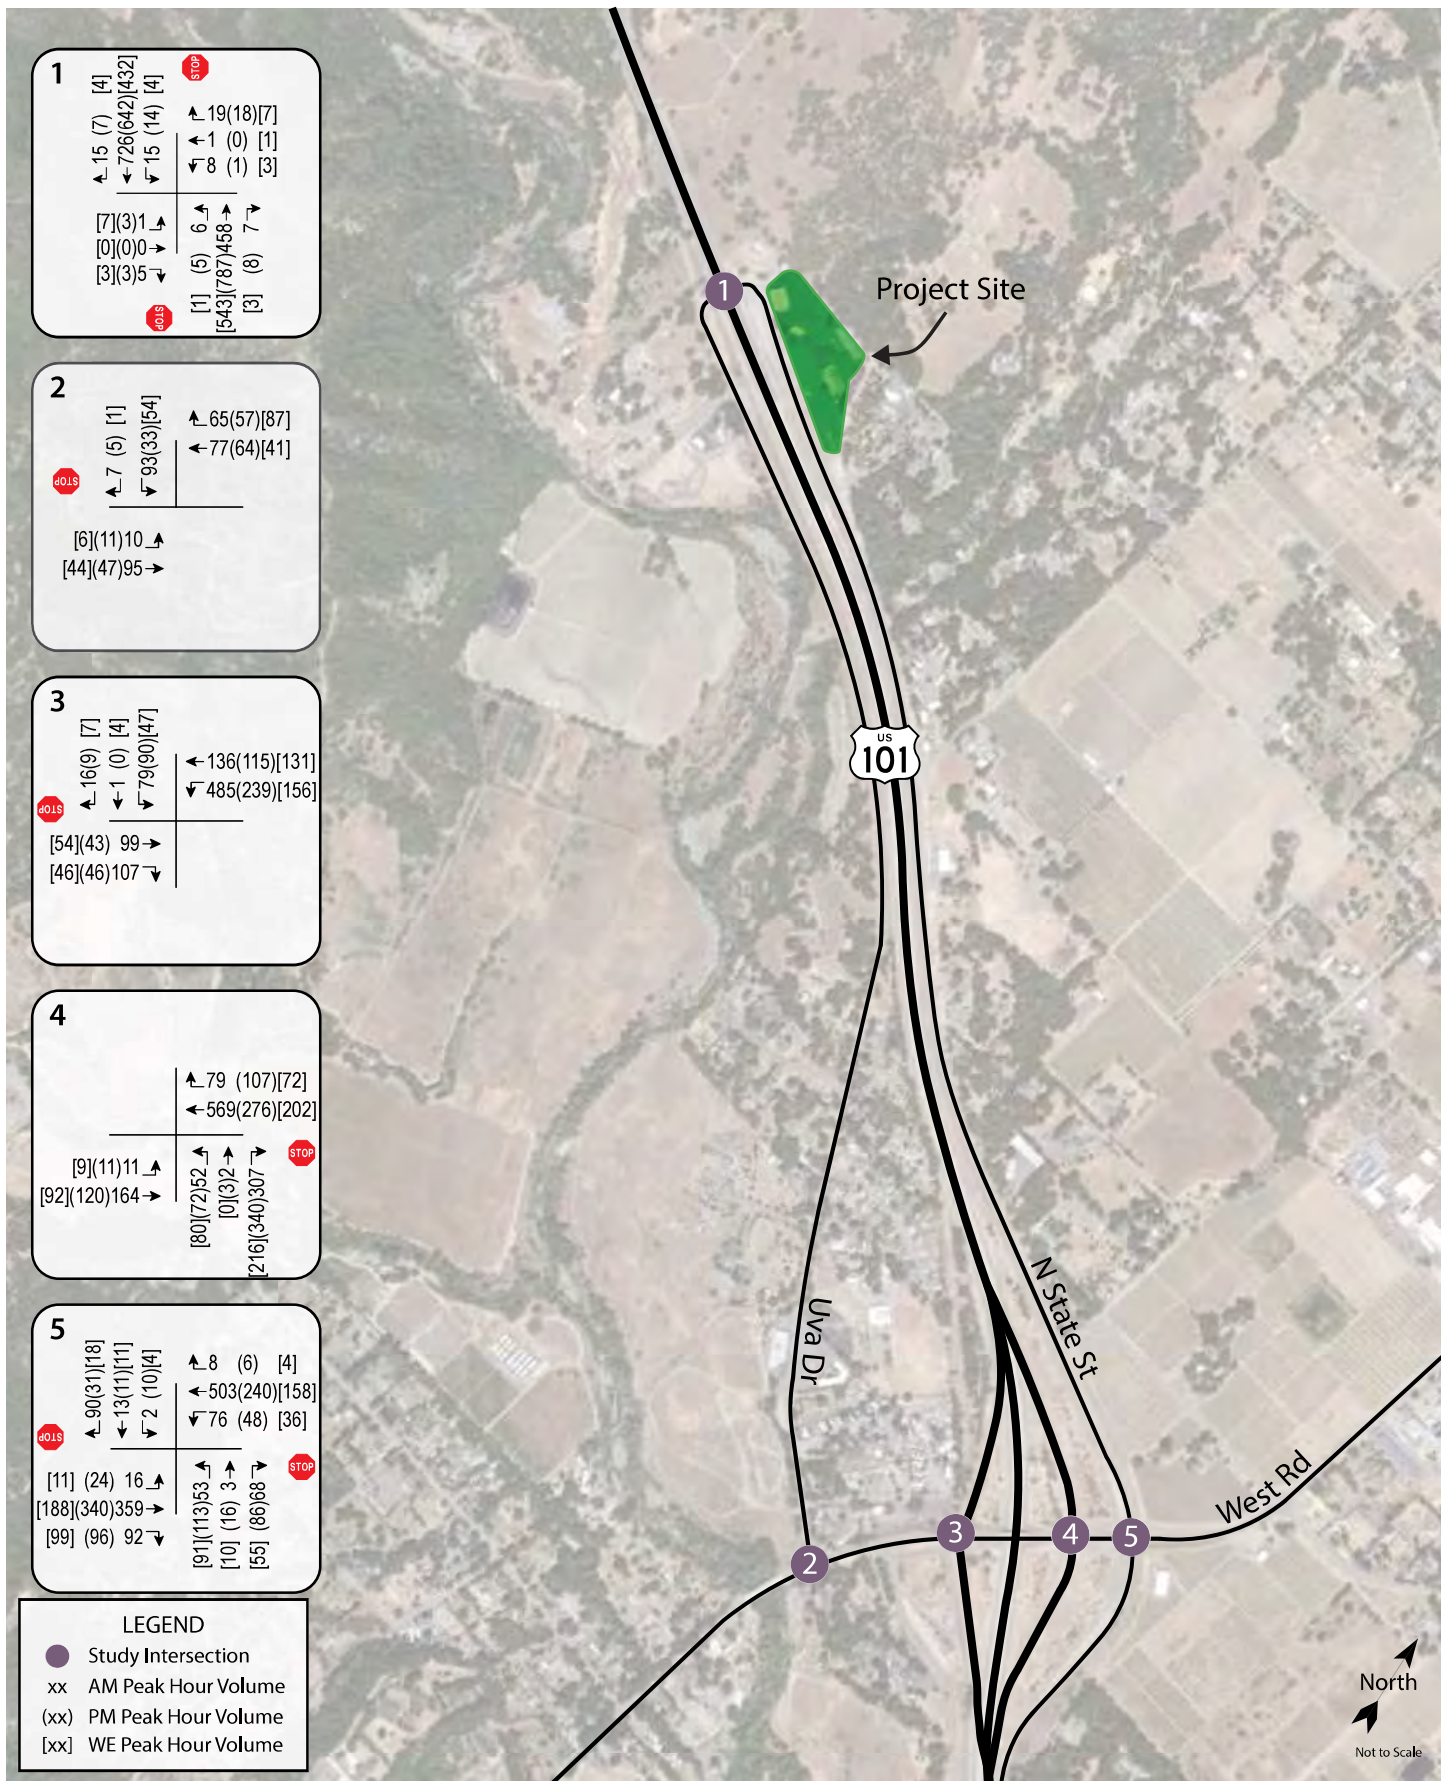 1
15 (7) [4]
726(642)[432]
15 (14) [4]
STOP
19(18)[7]
1 (0) [1]
8 (1) [3]
[7](3)1
[0](0)0
[3](3)5
STOP
[1] (5) 6
[543](787)458
[3] (8) 7
2
7 (5) [1]
93(33)[54]
STOP
65(57)[87]
77(64)[41]
[6](11)10
[44](47)95
3
16(9) [7]
1 (0) [4]
79(90)[47]
STOP
136(115)[131]
485(239)[156]
[54](43) 99
[46](46)107
4
79 (107)[72]
569(276)[202]
[9](11)11
[92](120)164
[80](72)52
[0](3)2
[216](340)307
STOP
5
90(31)[18]
13(11)[11]
2 (10)[4]
STOP
8 (6) [4]
503(240)[158]
76 (48) [36]
[11] (24) 16
[188](340)359
[99] (96) 92
[91](113)53
[10] (16) 3
[55] (86)68
STOP
LEGEND
Study Intersection
xx AM Peak Hour Volume
(xx) PM Peak Hour Volume
[xx] WE Peak Hour Volume
1
Project Site
US
101
N State St
Uva Dr
West Rd
2
3
4
5
North
Not to Scale